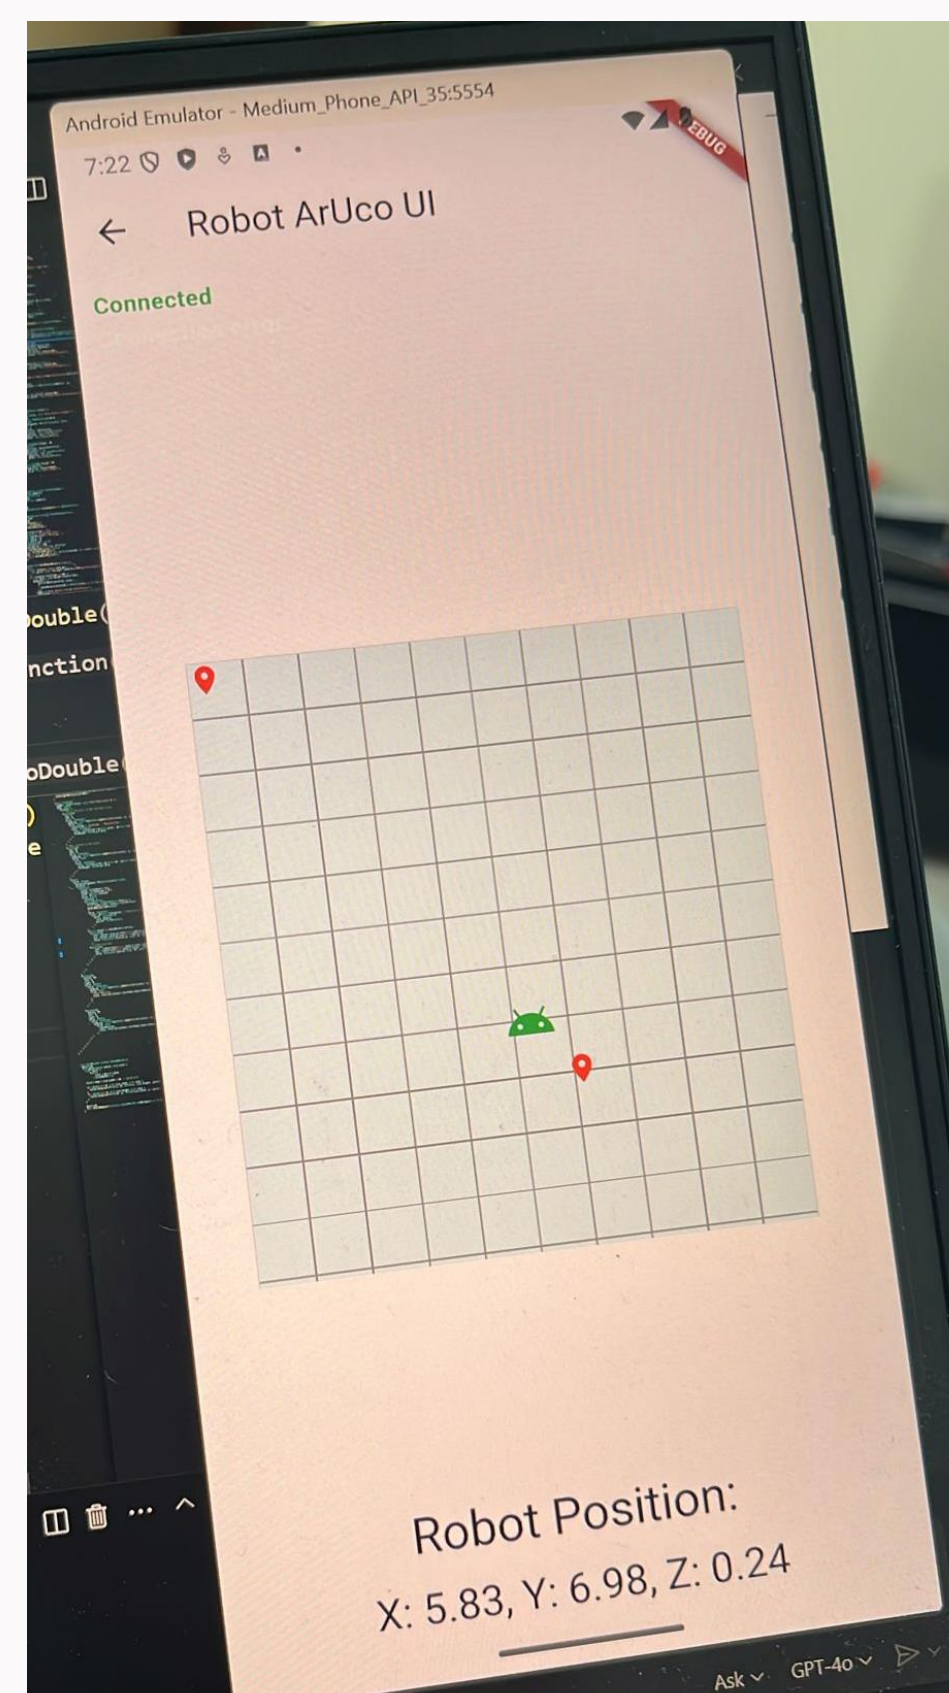 Android Emulator - Medium_Phone_API_35:5554
7:22
EBUG
Robot ArUco UI
Connected
ouble(
nction
oDouble(
)
e
Robot Position:
X: 5.83, Y: 6.98, Z: 0.24
Ask
GPT-4o